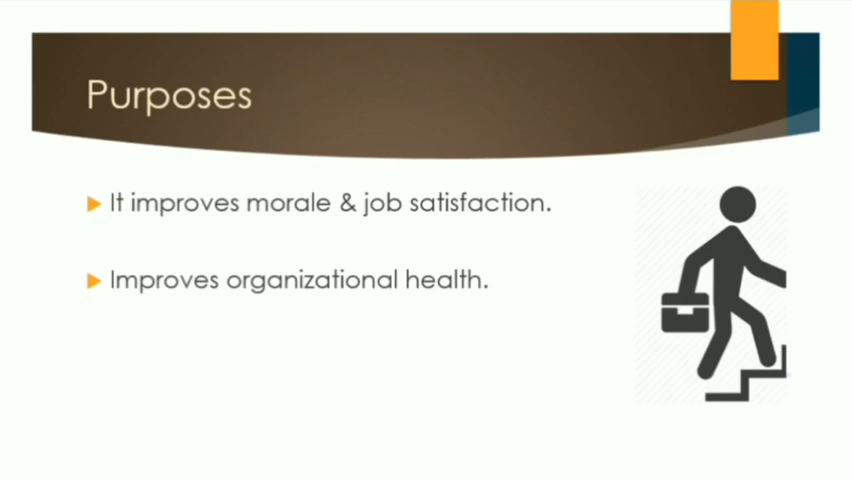 Purposes
It improves morale & job satisfaction.
Improves organizational health.